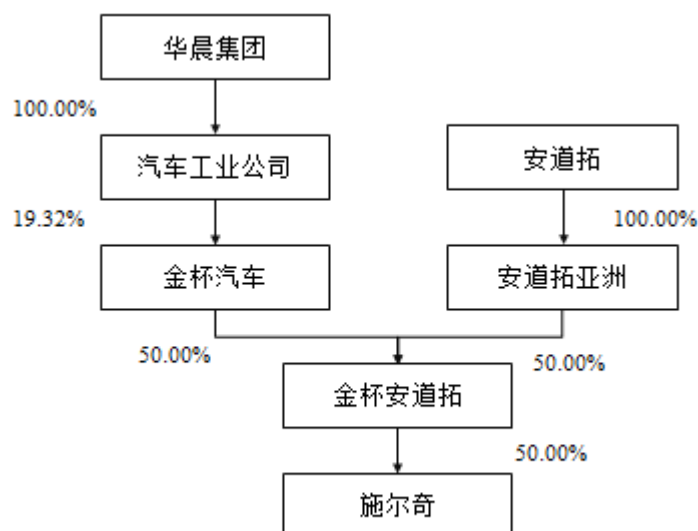 华晨集团
100.00%
汽车工业公司
安道拓
19.32%
100.00%
金杯汽车
安道拓亚洲
50.00%
50.00%
金杯安道拓
50.00%
施尔奇